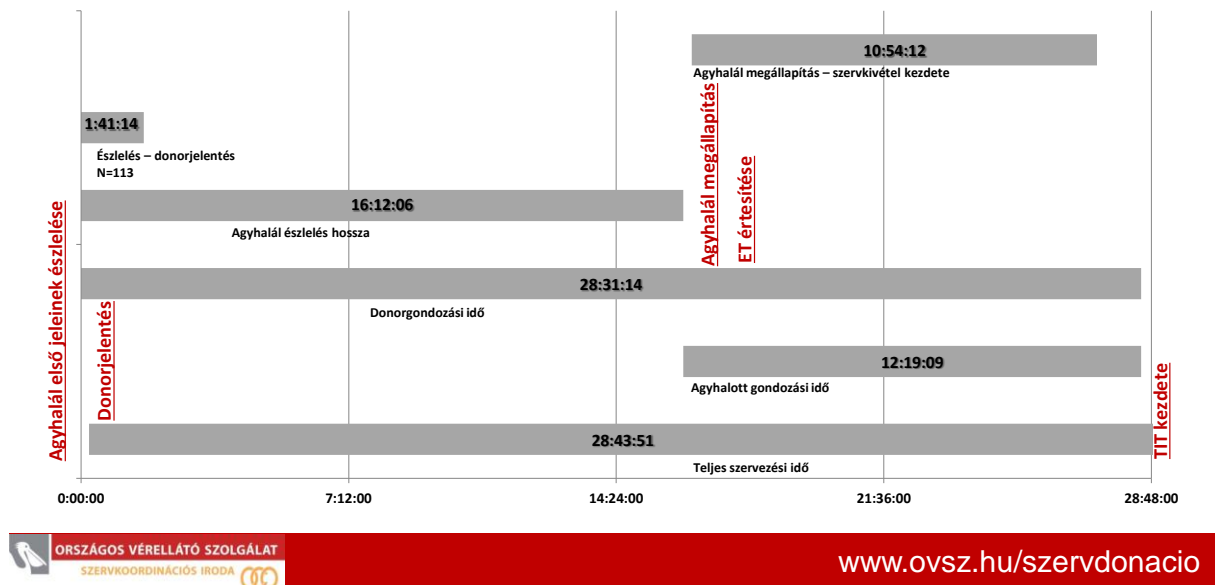 10:54:12
Agyhalál megállapítás – szervkivétel kezdete
1:41:14
Észlelés – donorjelentés
N=113
16:12:06
Agyhalál észlelés hossza
Agyhalál megállapítás
ET értesítése
Agyhalál első jeleinek észlelése
28:31:14
Donorgondozási idő
Donorjelentés
12:19:09
Agyhalott gondozási idő
TIT kezdete
28:43:51
Teljes szervezési idő
0:00:00
7:12:00
14:24:00
21:36:00
28:48:00
ORSZÁGOS VÉRELLÁTÓ SZOLGÁLAT
SZERVKOORDINÁCIÓS IRODA
www.ovsz.hu/szervdonacio